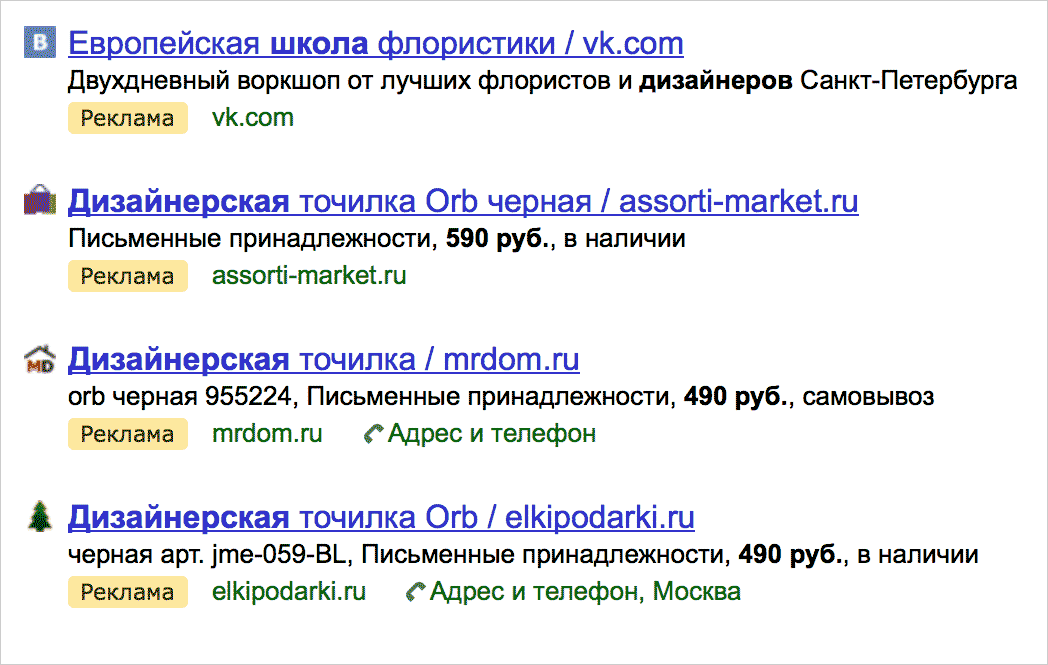 В Европейская школа флористики / vk.com
Двухдневный воркшоп от лучших флористов и дизайнеров Санкт-Петербурга
Реклама vk.com
Дизайнерская точилка Orb черная / assorti-market.ru
Письменные принадлежности, 590 руб., в наличии
Реклама assorti-market.ru
MD Дизайнерская точилка / mrdom.ru
orb черная 955224, Письменные принадлежности, 490 руб., самовывоз
Реклама mrdom.ru Адрес и телефон
Дизайнерская точилка Orb / elkipodarki.ru
черная арт. jme-059-BL, Письменные принадлежности, 490 руб., в наличии
Реклама elkipodarki.ru Адрес и телефон, Москва